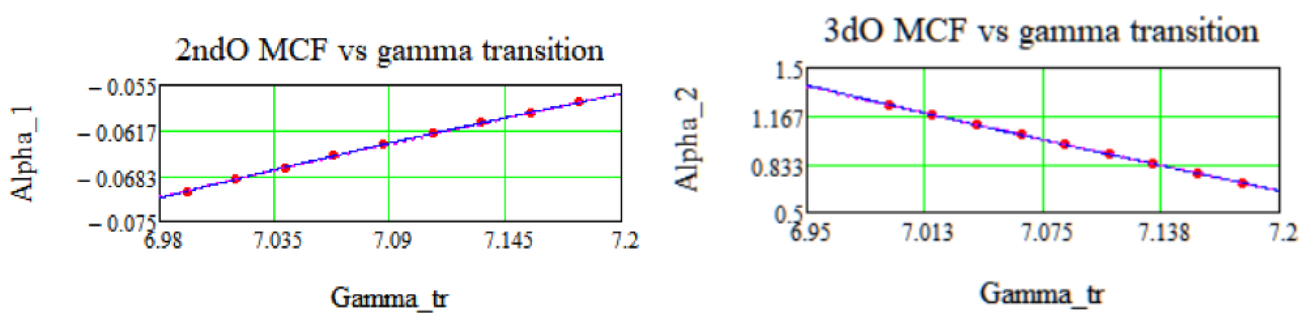 2ndO MCF vs gamma transition
Alpha_1
− 0.055
− 0.0617
− 0.0683
− 0.075
6.98 7.035 7.09 7.145 7.2
Gamma_tr
3dO MCF vs gamma transition
Alpha_2
1.5
1.167
0.833
0.5
6.95 7.013 7.075 7.138 7.2
Gamma_tr